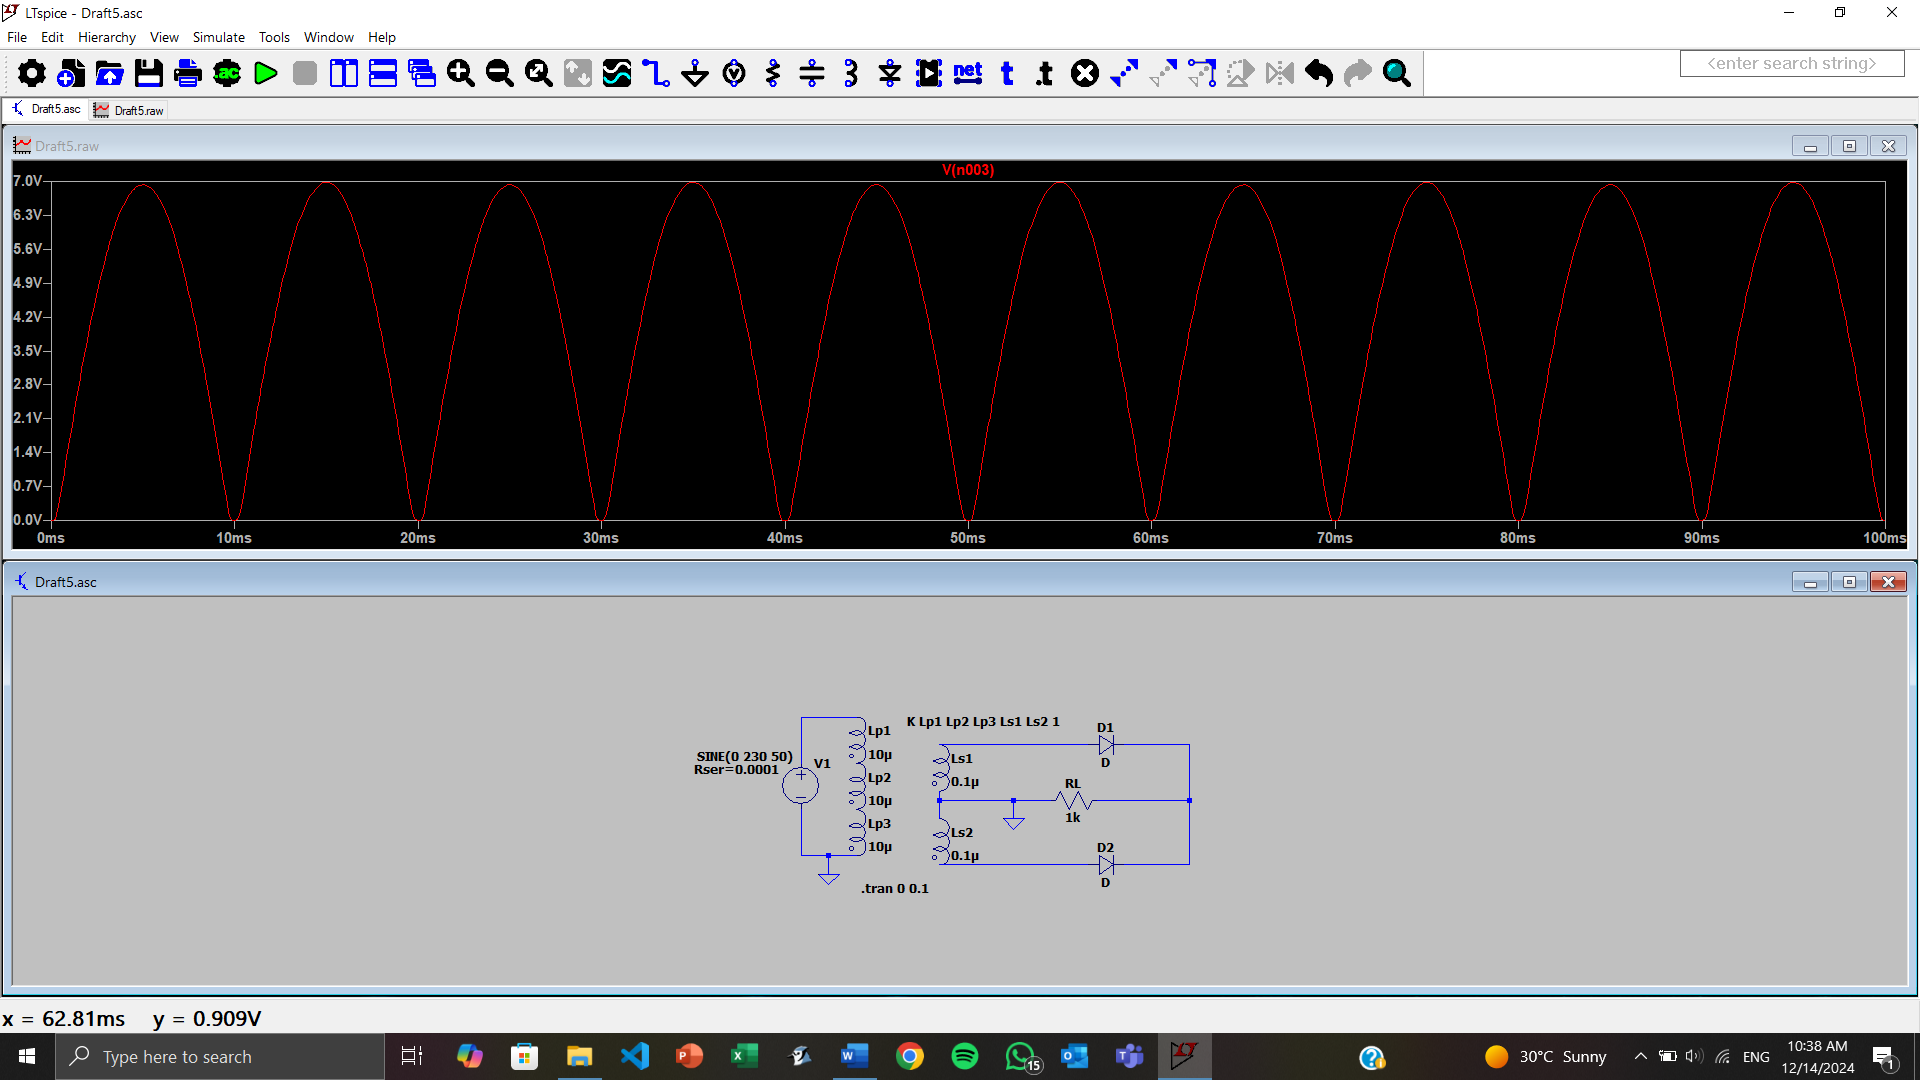 LTspice - Draft5.asc
File Edit Hierarchy View Simulate Tools Window Help
.ac net t .t <enter search string>
Draft5.asc Draft5.raw
Draft5.raw
V(n003)
7.0V
6.3V
5.6V
4.9V
4.2V
3.5V
2.8V
2.1V
1.4V
0.7V
0.0V
0ms 10ms 20ms 30ms 40ms 50ms 60ms 70ms 80ms 90ms 100ms
Draft5.asc
K Lp1 Lp2 Lp3 Ls1 Ls2 1
D1
Lp1
SINE(0 230 50) V1
Rser=0.0001
10µ
Ls1
D
Lp2
0.1µ
RL
10µ
1k
Lp3
Ls2
10µ
0.1µ
D2
D
.tran 0 0.1
x = 62.81ms y = 0.909V
Type here to search
15
30°C Sunny
ENG
10:38 AM
12/14/2024
1